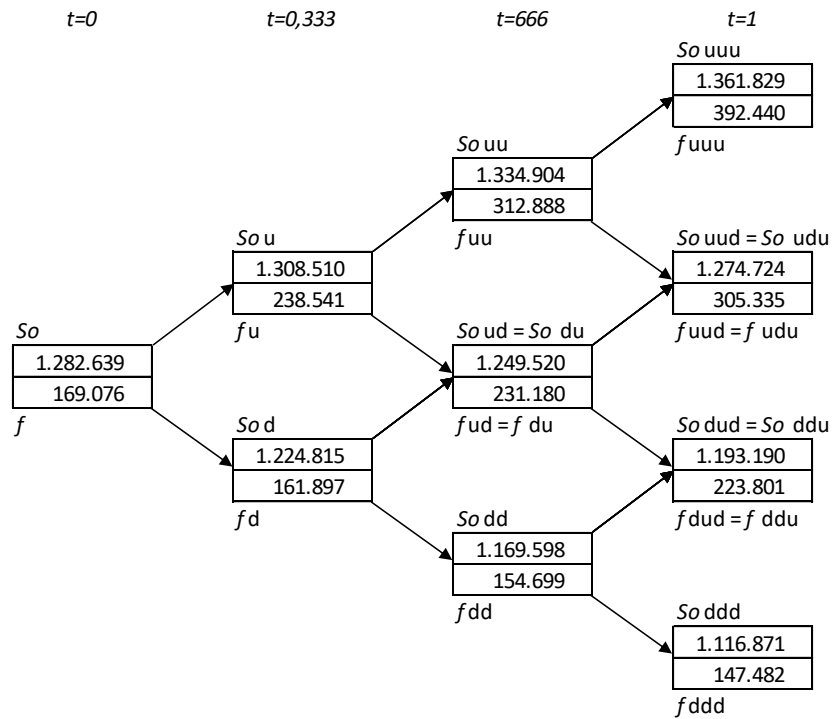 t=0 t=0,333 t=666 t=1
So uuu
1.361.829
392.440
f uuu
So uu
1.334.904
312.888
f uu
So u
1.308.510
238.541
f u
So uud = So udu
1.274.724
305.335
f uud = f udu
So
1.282.639
169.076
f
So ud = So du
1.249.520
231.180
f ud = f du
So d
1.224.815
161.897
f d
So dud = So ddu
1.193.190
223.801
f dud = f ddu
So dd
1.169.598
154.699
f dd
So ddd
1.116.871
147.482
f ddd